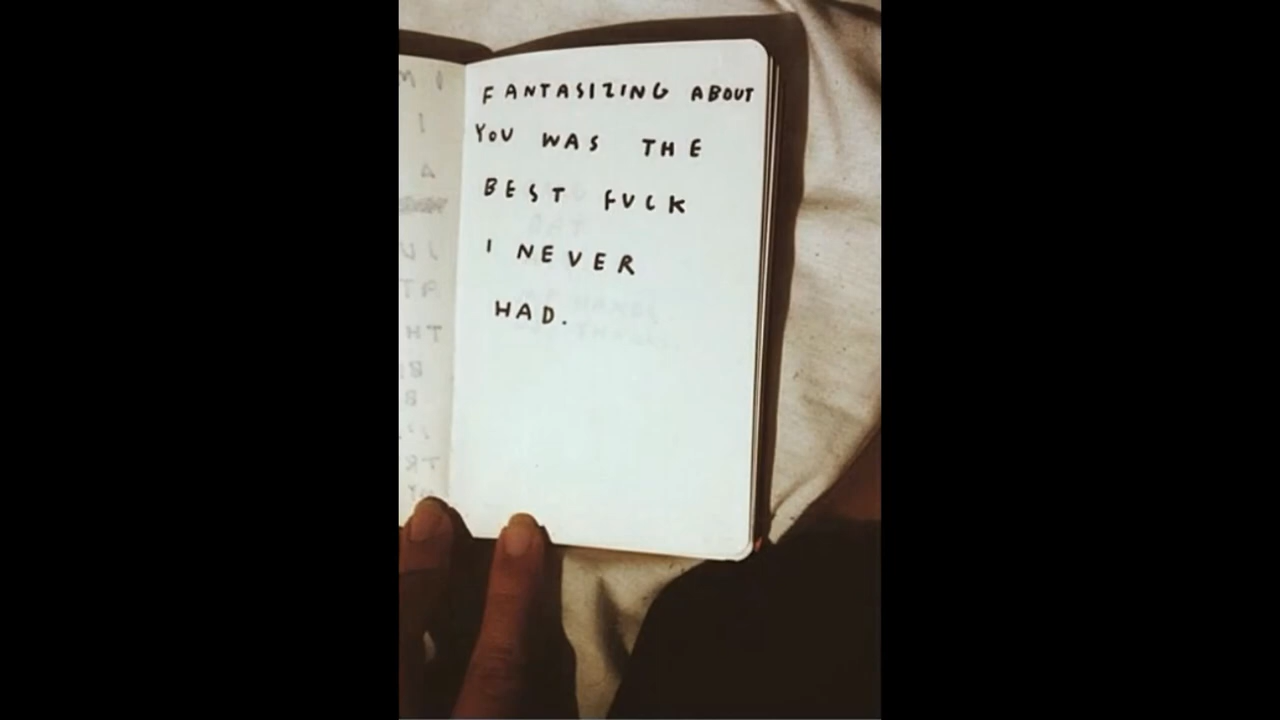 FANTASIZING ABOUT
YOU WAS THE
BEST FUCK
I NEVER
HAD.